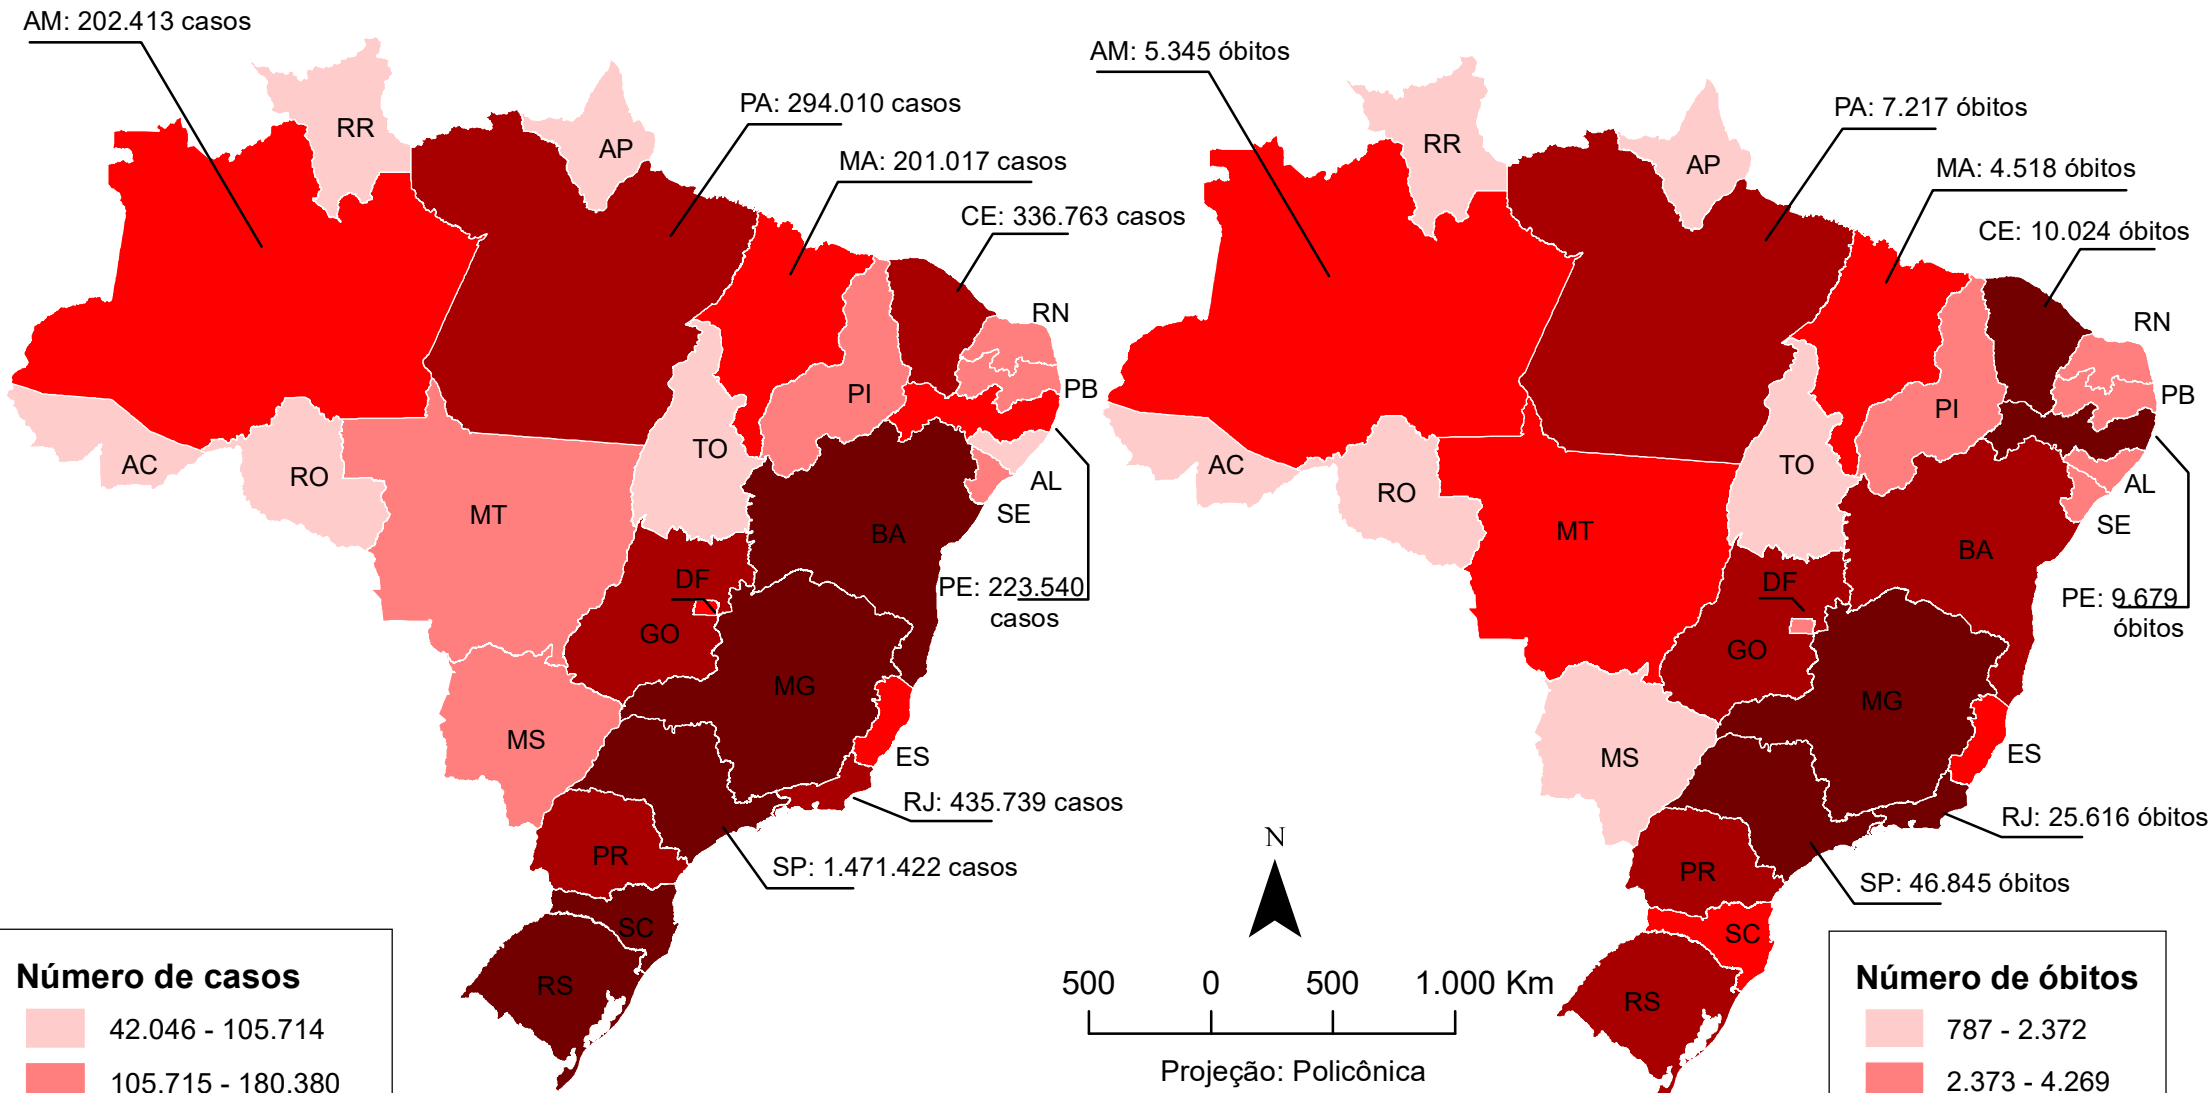 AM: 202.413 casos
RR
AP
PA: 294.010 casos
MA: 201.017 casos
CE: 336.763 casos
RN
PB
PI
TO
AC
RO
MT
AL
SE
BA
DF
PE: 223.540
casos
GO
MG
MS
ES
RJ: 435.739 casos
PR
SP: 1.471.422 casos
SC
RS
Número de casos
42.046 - 105.714
105.715 - 180.380
AM: 5.345 óbitos
RR
AP
PA: 7.217 óbitos
MA: 4.518 óbitos
CE: 10.024 óbitos
RN
PB
PI
TO
AC
RO
MT
AL
SE
BA
DF
PE: 9.679
óbitos
GO
MG
MS
ES
RJ: 25.616 óbitos
PR
SP: 46.845 óbitos
SC
RS
N
500 0 500 1.000 Km
Projeção: Policônica
Número de óbitos
787 - 2.372
2.373 - 4.269